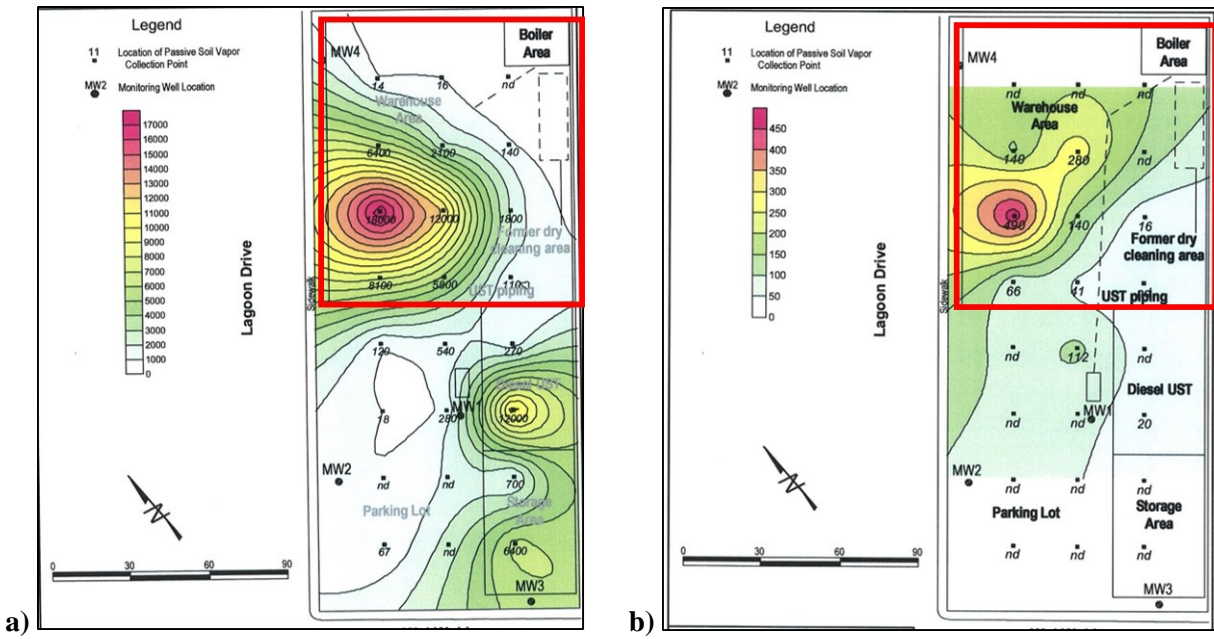 Legend
11 Location of Passive Soil Vapor
Collection Point
MW2 Monitoring Well Location
17000
16000
15000
14000
13000
12000
11000
10000
9000
8000
7000
6000
5000
4000
3000
2000
1000
0
Lagoon Drive
Sidewalk
N
0 30 60 90
MW4
Boiler
Area
14 16 nd
Warehouse
Area
6400 2100 140
18000 12000 1800
Former dry
cleaning area
8100 5800 110
UST piping
120 540 270
Diesel UST
18 280 MW1 12000
MW2
nd nd 700
Parking Lot
Storage
Area
67 nd 6400
MW3
a)
Legend
11 Location of Passive Soil Vapor
Collection Point
MW2 Monitoring Well Location
450
400
350
300
250
200
150
100
50
0
Lagoon Drive
Sidewalk
N
0 30 60 90
MW4
Boiler
Area
nd nd nd
Warehouse
Area
140 280 nd
490 140 16
Former dry
cleaning area
66 41
UST piping
nd 112 nd
Diesel UST
nd nd MW1 20
MW2
nd nd nd
Parking Lot
Storage
Area
nd nd nd
MW3
b)